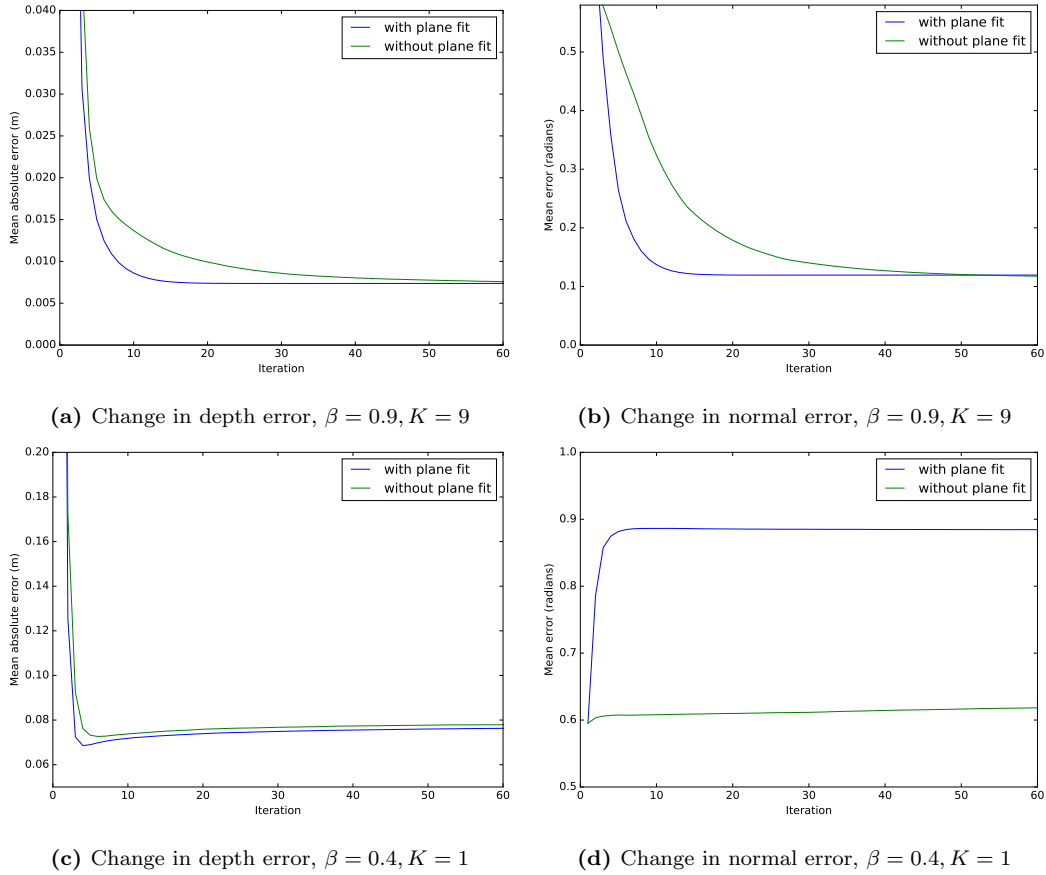 0.040
0.035
0.030
0.025
0.020
0.015
0.010
0.005
0.000
Mean absolute error (m)
with plane fit
without plane fit
0 10 20 30 40 50 60
Iteration
(a) Change in depth error, β = 0.9, K = 9
0.5
0.4
0.3
0.2
0.1
0.0
Mean error (radians)
with plane fit
without plane fit
0 10 20 30 40 50 60
Iteration
(b) Change in normal error, β = 0.9, K = 9
0.20
0.18
0.16
0.14
0.12
0.10
0.08
0.06
Mean absolute error (m)
with plane fit
without plane fit
0 10 20 30 40 50 60
Iteration
(c) Change in depth error, β = 0.4, K = 1
1.0
0.9
0.8
0.7
0.6
0.5
Mean error (radians)
with plane fit
without plane fit
0 10 20 30 40 50 60
Iteration
(d) Change in normal error, β = 0.4, K = 1